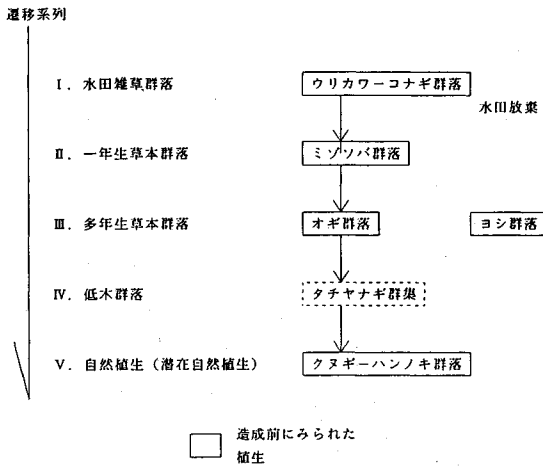 遷移系列
Ⅰ. 水田雑草群落 ウリカワーコナギ群落
水田放棄
Ⅱ. 一年生草本群落 ミゾソバ群落
Ⅲ. 多年生草本群落 オギ群落 ヨシ群落
Ⅳ. 低木群落 タチヤナギ群集
Ⅴ. 自然植生（潜在自然植生） クヌギーハンノキ群落
造成前にみられた
植生